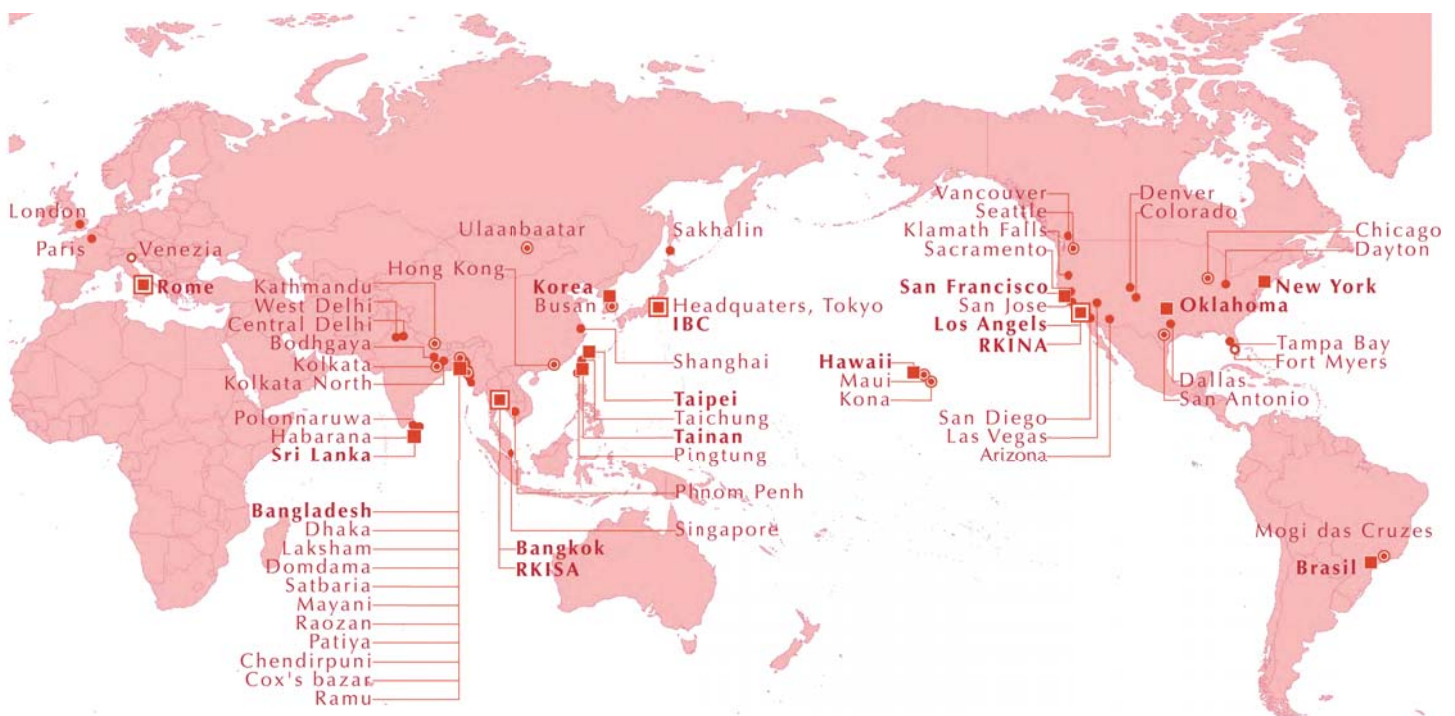 London
Paris
Venezia
Rome
Ulaanbaatar
Hong Kong
Kathmandu
West Delhi
Central Delhi
Bodhgaya
Kolkata
Kolkata North
Polonnaruwa
Habarana
Sri Lanka
Bangladesh
Dhaka
Laksham
Domdama
Satbaria
Mayani
Raozan
Patiya
Chendirpuni
Cox's bazar
Ramu
Sakhalin
Korea
Busan
Headquaters, Tokyo
IBC
Shanghai
Taipei
Taichung
Tainan
Pingtung
Phnom Penh
Singapore
Bangkok
RKISA
Vancouver
Seattle
Klamath Falls
Sacramento
San Francisco
San Jose
Los Angels
RKINA
Hawaii
Maui
Kona
San Diego
Las Vegas
Arizona
Denver
Colorado
Chicago
Dayton
New York
Oklahoma
Tampa Bay
Fort Myers
Dallas
San Antonio
Mogi das Cruzes
Brasil